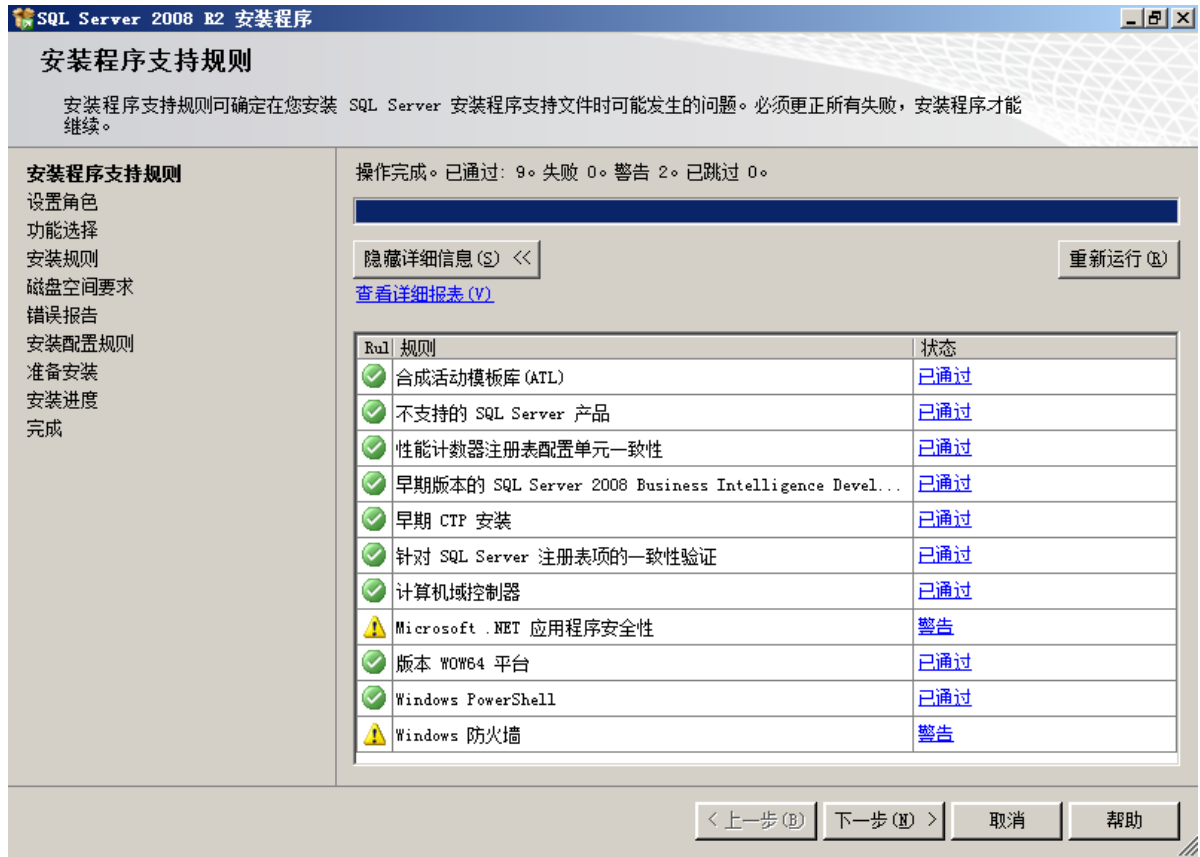 SQL Server 2008 R2 安装程序
安装程序支持规则
安装程序支持规则可确定在您安装 SQL Server 安装程序支持文件时可能发生的问题。必须更正所有失败，安装程序才能
继续。
安装程序支持规则
设置角色
功能选择
安装规则
磁盘空间要求
错误报告
安装配置规则
准备安装
安装进度
完成
操作完成。已通过: 9。失败 0。警告 2。已跳过 0。
隐藏详细信息(S) <<
重新运行(R)
查看详细报表(V)
Rul 规则 状态
合成活动模板库(ATL) 已通过
不支持的 SQL Server 产品 已通过
性能计数器注册表配置单元一致性 已通过
早期版本的 SQL Server 2008 Business Intelligence Devel... 已通过
早期 CTP 安装 已通过
针对 SQL Server 注册表项的一致性验证 已通过
计算机域控制器 已通过
Microsoft .NET 应用程序安全性 警告
版本 WOW64 平台 已通过
Windows PowerShell 已通过
Windows 防火墙 警告
< 上一步(B) 下一步(N) > 取消 帮助